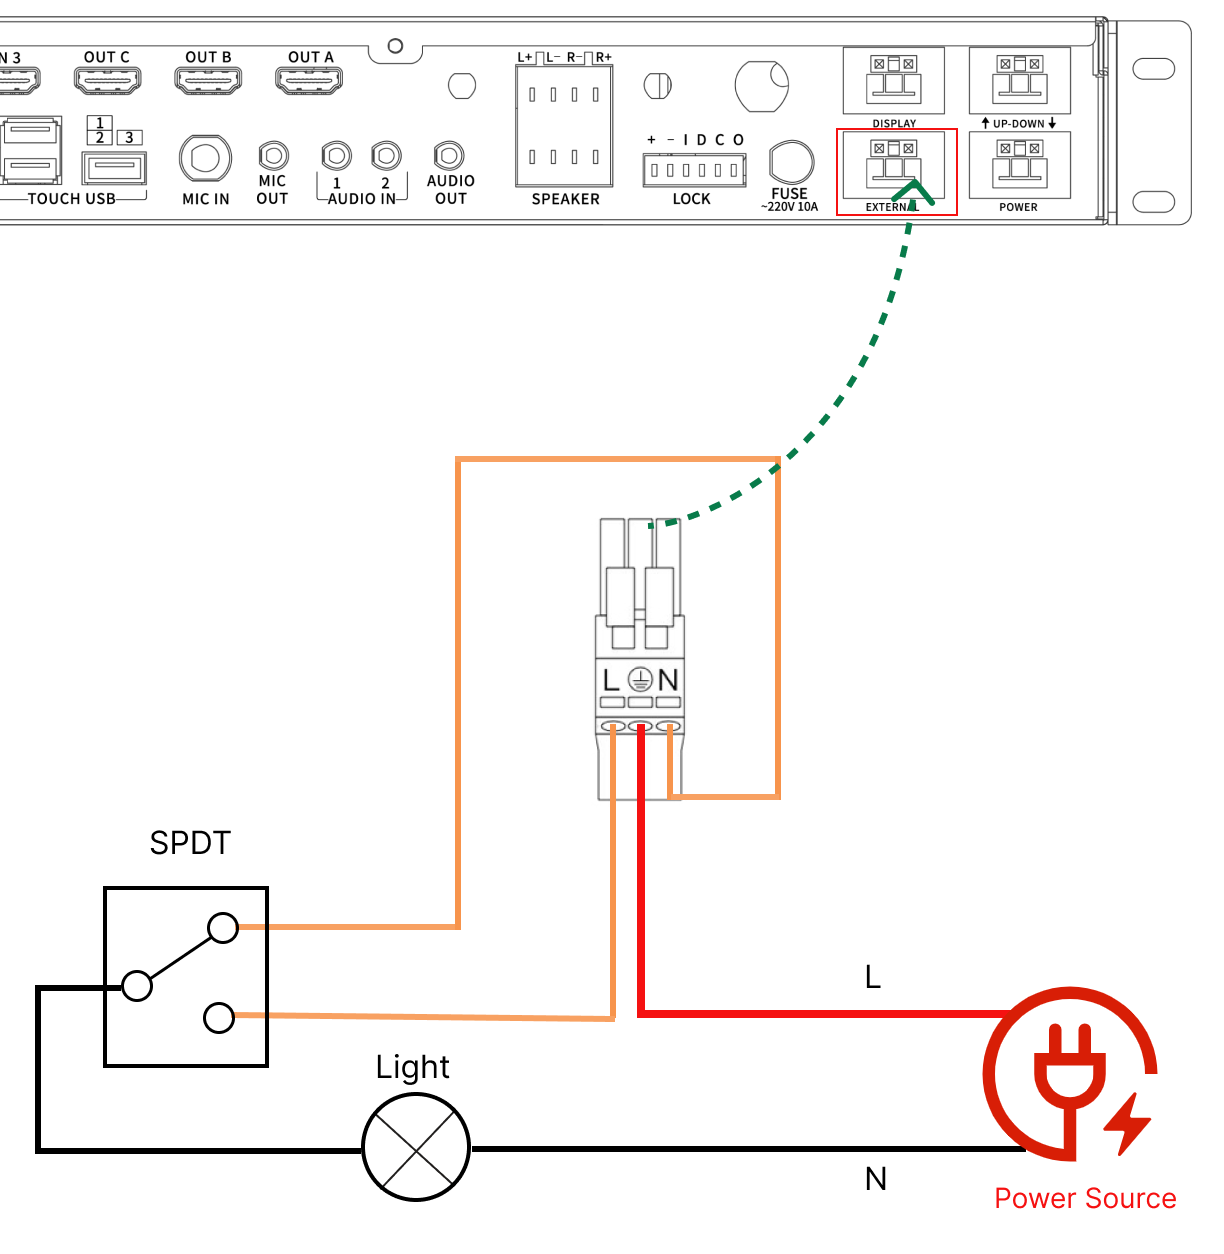 N 3 OUT C OUT B OUT A
L+ L- R- R+
DISPLAY ↑ UP-DOWN ↓
1
2 3
+ - I D C O
MIC AUDIO
OUT 1 2 OUT
TOUCH USB MIC IN AUDIO IN SPEAKER LOCK FUSE
~220V 10A EXTERNAL POWER
L N
SPDT
L
Light
N
Power Source